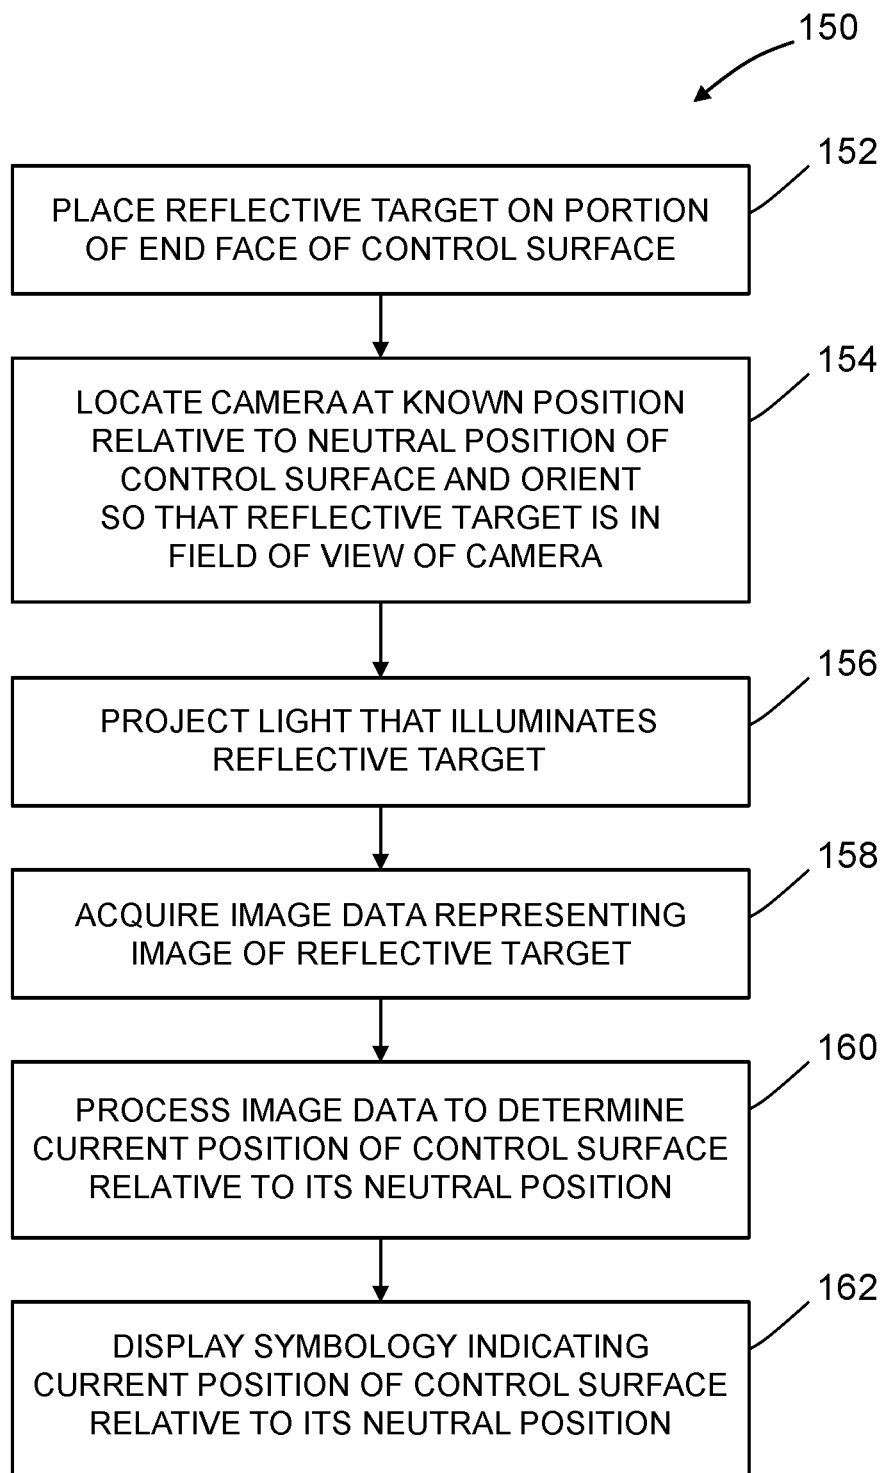 150
152
PLACE REFLECTIVE TARGET ON PORTION
OF END FACE OF CONTROL SURFACE
154
LOCATE CAMERA AT KNOWN POSITION
RELATIVE TO NEUTRAL POSITION OF
CONTROL SURFACE AND ORIENT
SO THAT REFLECTIVE TARGET IS IN
FIELD OF VIEW OF CAMERA
156
PROJECT LIGHT THAT ILLUMINATES
REFLECTIVE TARGET
158
ACQUIRE IMAGE DATA REPRESENTING
IMAGE OF REFLECTIVE TARGET
160
PROCESS IMAGE DATA TO DETERMINE
CURRENT POSITION OF CONTROL SURFACE
RELATIVE TO ITS NEUTRAL POSITION
162
DISPLAY SYMBOLOGY INDICATING
CURRENT POSITION OF CONTROL SURFACE
RELATIVE TO ITS NEUTRAL POSITION